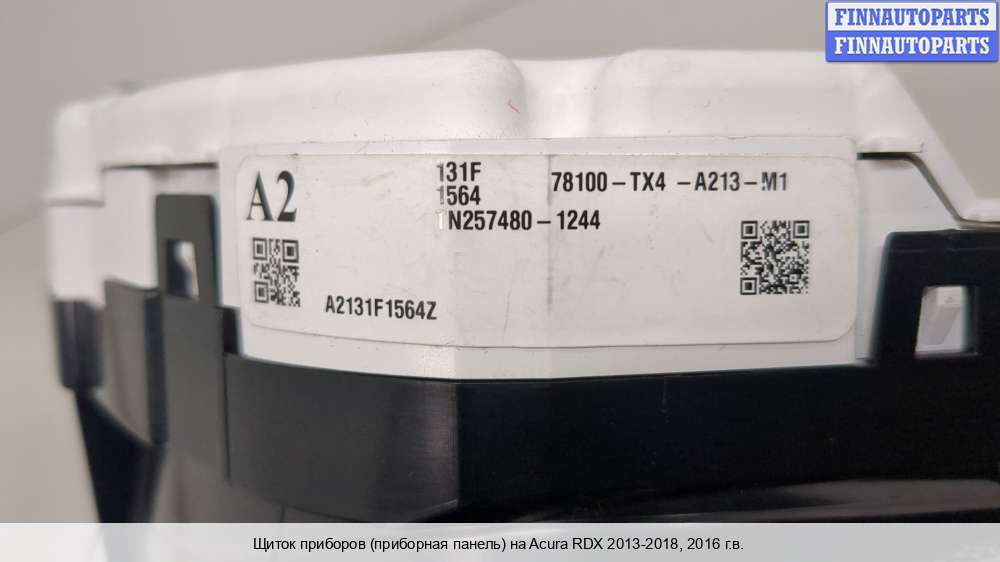 FINNAUTOPARTS
FINNAUTOPARTS
A2
131F
1564
78100-TX4 -A213-M1
TN257480-1244
A2131F1564Z
Щиток приборов (приборная панель) на Acura RDX 2013-2018, 2016 г.в.